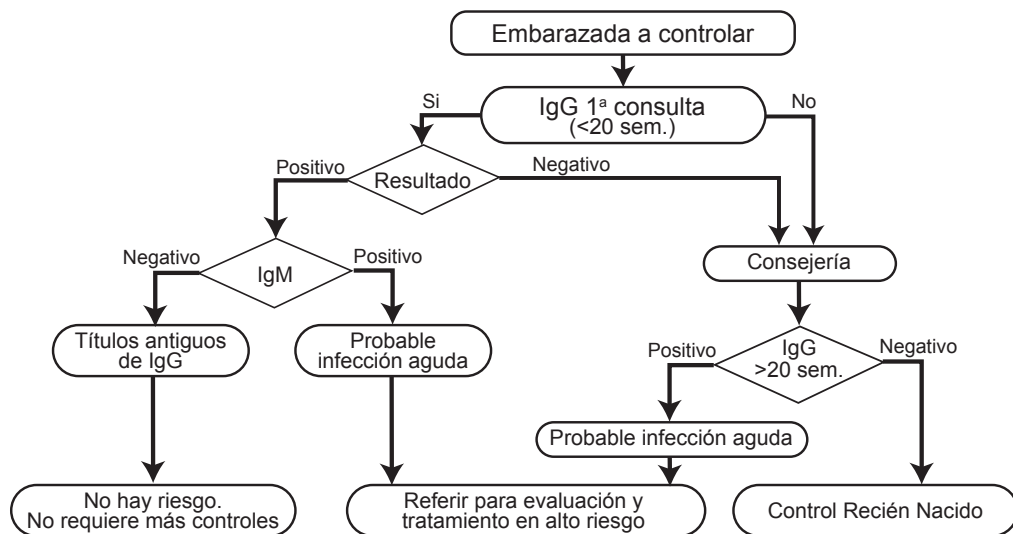 Embarazada a controlar
IgG 1ª consulta
(<20 sem.)
Si
No
Positivo
Resultado
Negativo
Negativo
IgM
Positivo
Consejería
Títulos antiguos
de IgG
Probable
infección aguda
Positivo
IgG
>20 sem.
Negativo
Probable infección aguda
No hay riesgo.
No requiere más controles
Referir para evaluación y
tratamiento en alto riesgo
Control Recién Nacido